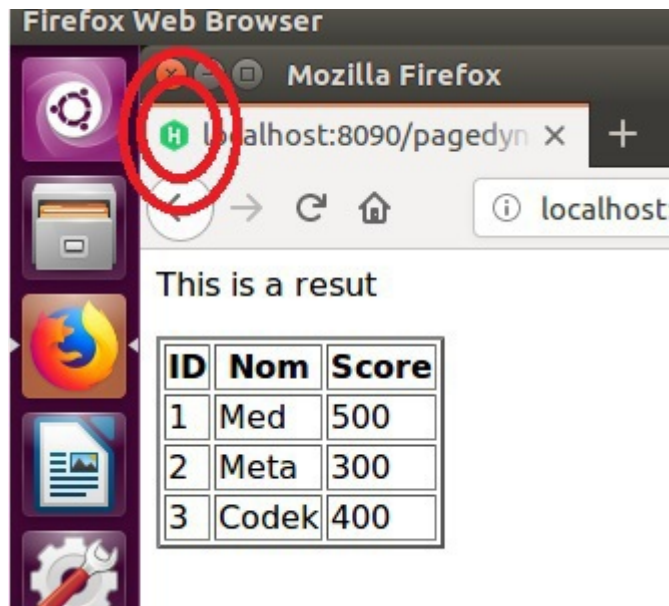 Firefox Web Browser
Mozilla Firefox
H localhost:8090/pagedyn
localhost
This is a resut
ID Nom Score
1 Med 500
2 Meta 300
3 Codek 400